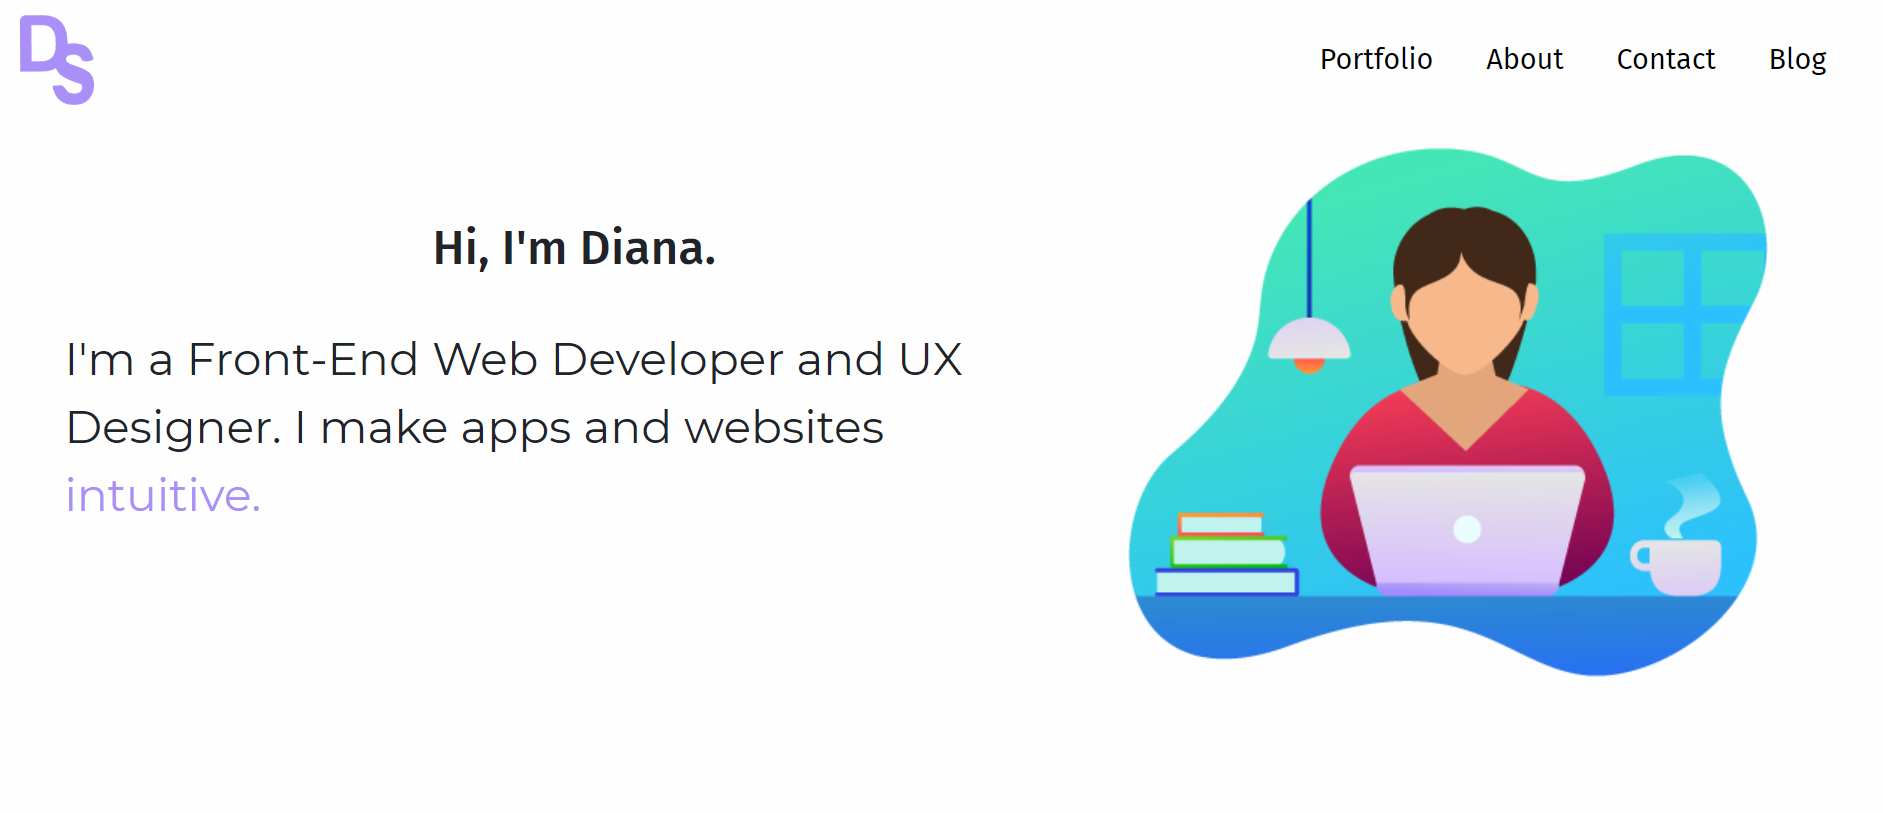 DS
Portfolio About Contact Blog
Hi, I'm Diana.
I'm a Front-End Web Developer and UX
Designer. I make apps and websites
intuitive.